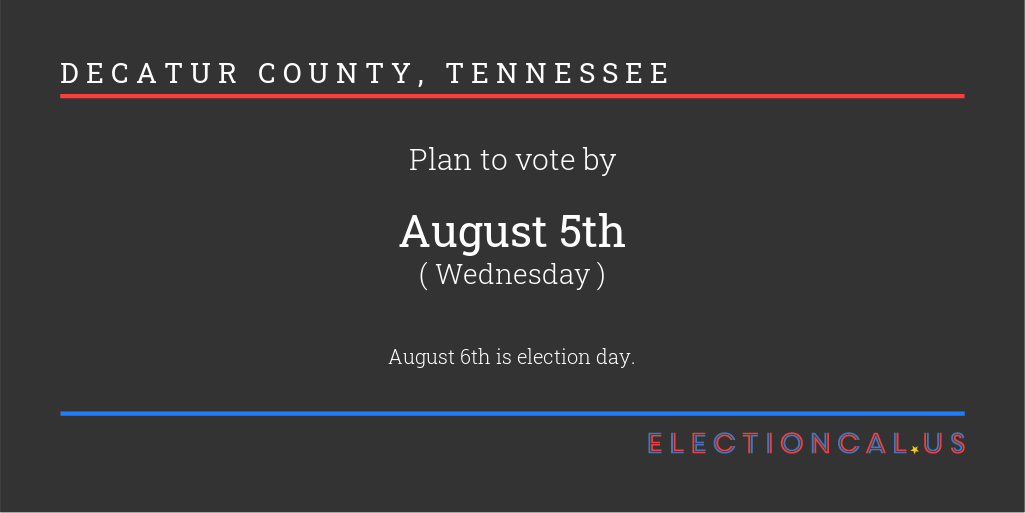 DECATUR COUNTY, TENNESSEE
Plan to vote by
August 5th
( Wednesday )
August 6th is election day.
ELECTIONCAL.US